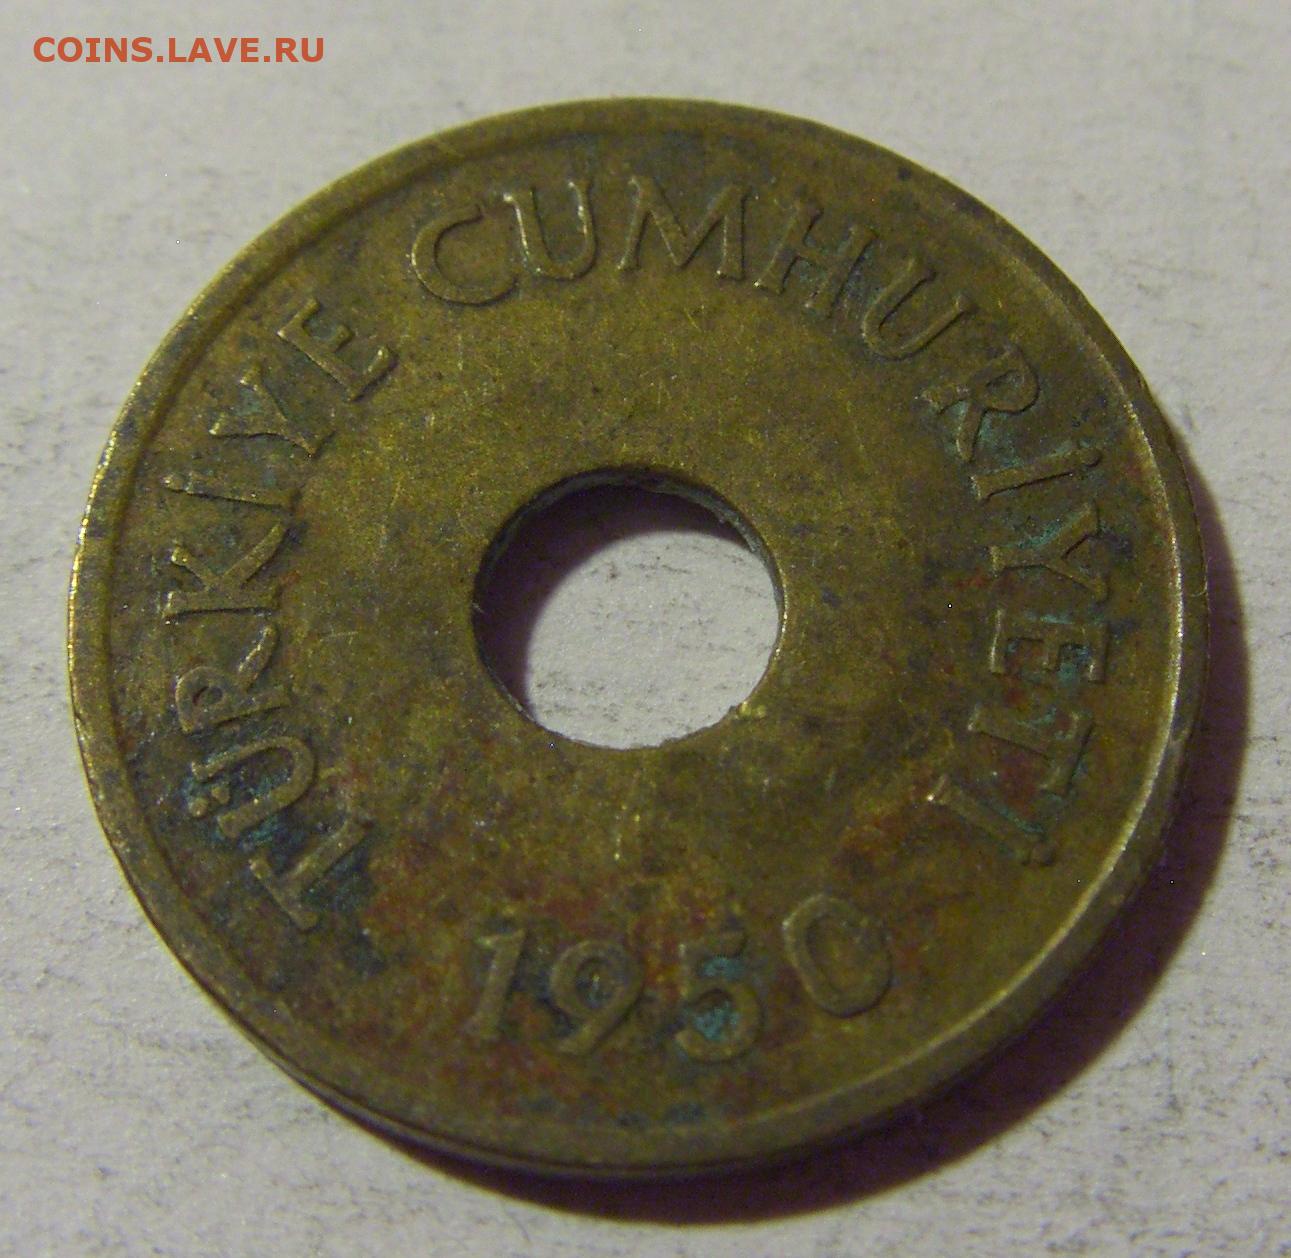 COINS.LAVE.RU
TÜRKİYE CUMHURİYETİ
1950